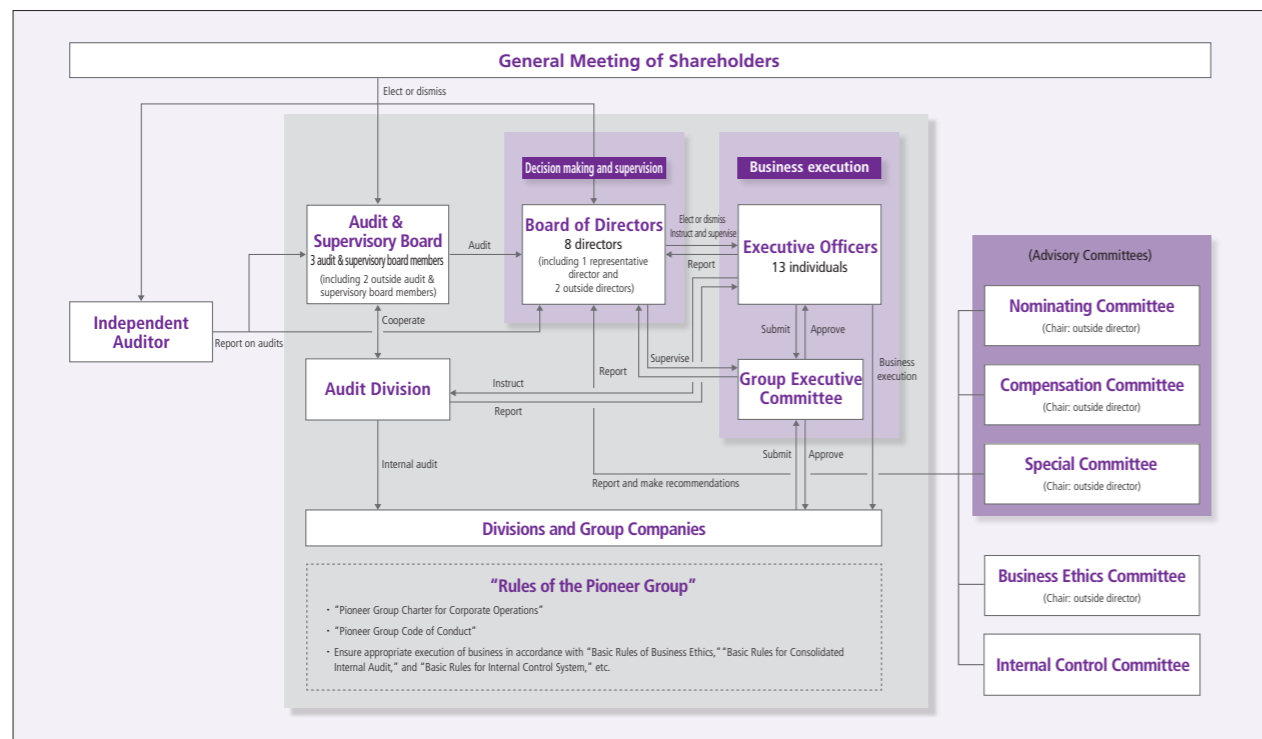 General Meeting of Shareholders
Elect or dismiss
Decision making and supervision
Business execution
Audit &
Supervisory Board
3 audit & supervisory board members
(including 2 outside audit &
supervisory board members)
Audit
Board of Directors
8 directors
(including 1 representative
director and
2 outside directors)
Elect or dismiss
Instruct and supervise
Report
Executive Officers
13 individuals
(Advisory Committees)
Nominating Committee
(Chair: outside director)
Independent
Auditor
Report on audits
Cooperate
Submit
Approve
Supervise
Report
Business
execution
Audit Division
Instruct
Report
Group Executive
Committee
Compensation Committee
(Chair: outside director)
Internal audit
Submit
Approve
Report and make recommendations
Special Committee
(Chair: outside director)
Divisions and Group Companies
Business Ethics Committee
(Chair: outside director)
Internal Control Committee
“Rules of the Pioneer Group”
・“Pioneer Group Charter for Corporate Operations”
・“Pioneer Group Code of Conduct”
・Ensure appropriate execution of business in accordance with “Basic Rules of Business Ethics,” “Basic Rules for Consolidated
Internal Audit,” and “Basic Rules for Internal Control System,” etc.